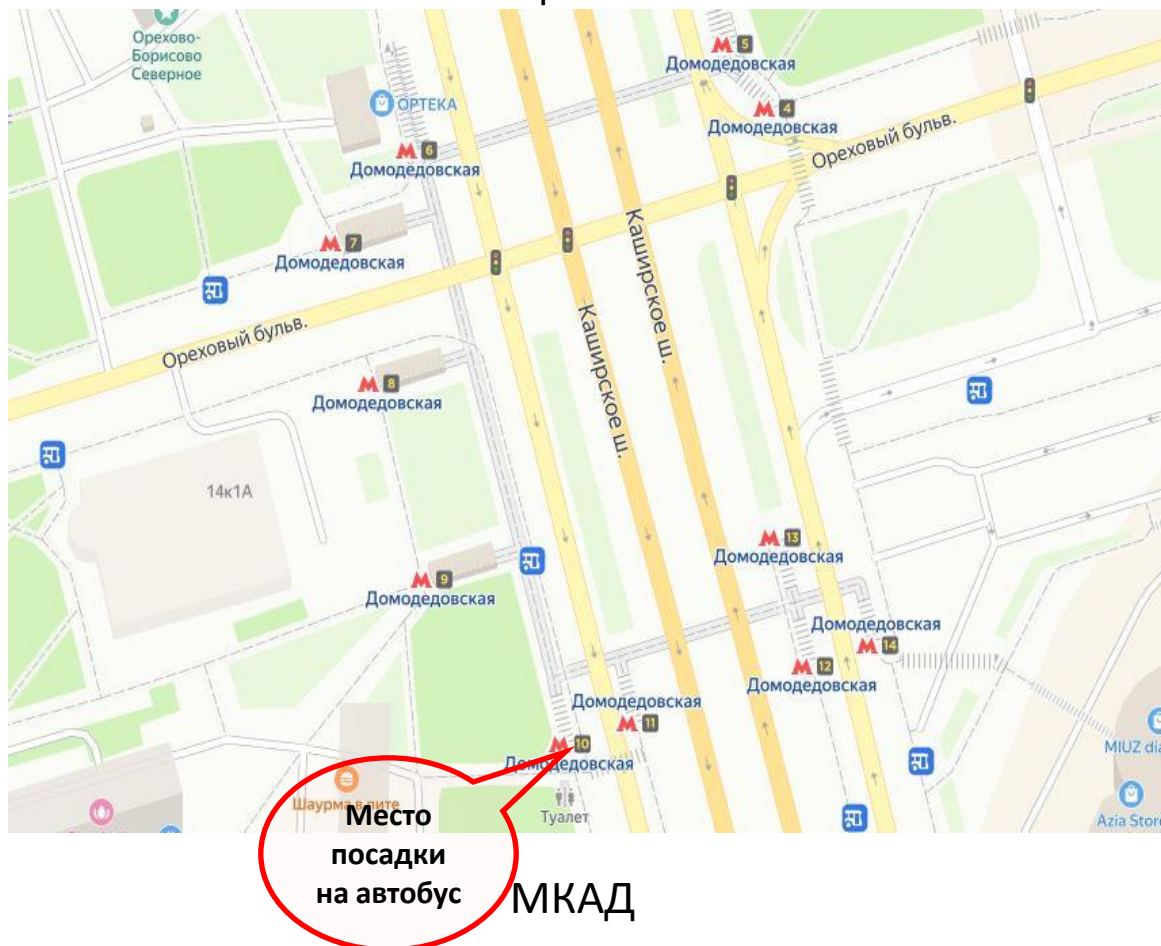 Орехово-
Борисово
Северное
ОРТЕКА
5
Домодедовская
4
Домодедовская
Ореховый бульв.
6
Домодедовская
7
Домодедовская
Каширское ш.
Каширское ш.
Ореховый бульв.
8
Домодедовская
14к1А
13
Домодедовская
9
Домодедовская
Домодедовская
14
12
Домодедовская
Домодедовская
11
10
Домодедовская
MIUZ dia
Шаурма в пите
Туалет
Azia Store
Место
посадки
на автобус
МКАД